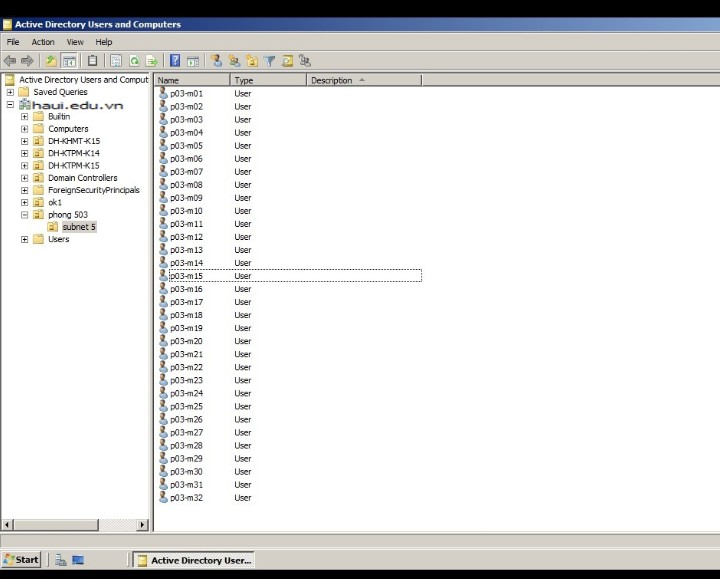 Active Directory Users and Computers
File Action View Help
Active Directory Users and Comput
Saved Queries
haui.edu.vn
Builtin
Computers
DH-KHMT-K15
DH-KTPM-K14
DH-KTPM-K15
Domain Controllers
ForeignSecurityPrincipals
ok1
phong 503
subnet 5
Users
Name Type Description
p03-m01 User
p03-m02 User
p03-m03 User
p03-m04 User
p03-m05 User
p03-m06 User
p03-m07 User
p03-m08 User
p03-m09 User
p03-m10 User
p03-m11 User
p03-m12 User
p03-m13 User
p03-m14 User
p03-m15 User
p03-m16 User
p03-m17 User
p03-m18 User
p03-m19 User
p03-m20 User
p03-m21 User
p03-m22 User
p03-m23 User
p03-m24 User
p03-m25 User
p03-m26 User
p03-m27 User
p03-m28 User
p03-m29 User
p03-m30 User
p03-m31 User
p03-m32 User
Start Active Directory User...